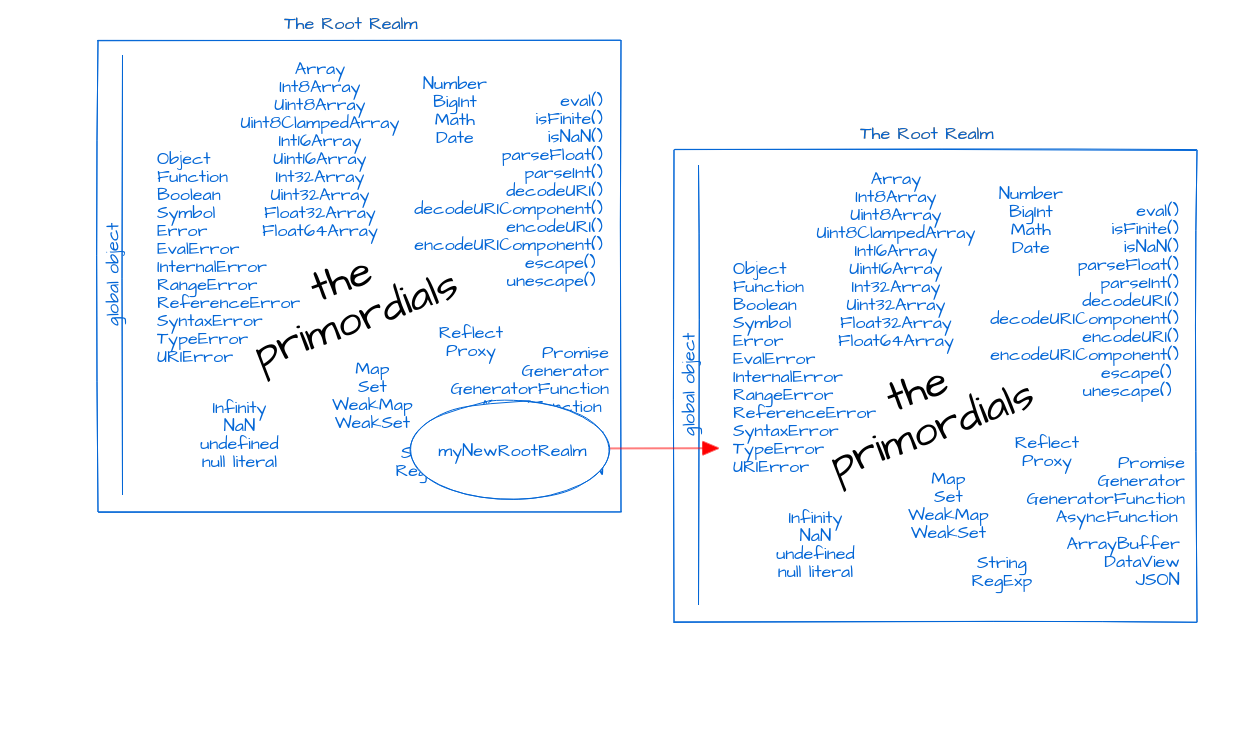 The Root Realm
global object
Object
Function
Boolean
Symbol
Error
EvalError
InternalError
RangeError
ReferenceError
SyntaxError
TypeError
URIError
Array
Int8Array
Uint8Array
Uint8ClampedArray
Int16Array
Uint16Array
Int32Array
Uint32Array
Float32Array
Float64Array
Number
BigInt
Math
Date
eval()
isFinite()
isNaN()
parseFloat()
parseInt()
decodeURI()
decodeURIComponent()
encodeURI()
encodeURIComponent()
escape()
unescape()
the
primordials
Reflect
Proxy
Promise
Generator
GeneratorFunction
Map
Set
WeakMap
WeakSet
Infinity
NaN
undefined
null literal
myNewRootRealm
The Root Realm
global object
Object
Function
Boolean
Symbol
Error
EvalError
InternalError
RangeError
ReferenceError
SyntaxError
TypeError
URIError
Array
Int8Array
Uint8Array
Uint8ClampedArray
Int16Array
Uint16Array
Int32Array
Uint32Array
Float32Array
Float64Array
Number
BigInt
Math
Date
eval()
isFinite()
isNaN()
parseFloat()
parseInt()
decodeURI()
decodeURIComponent()
encodeURI()
encodeURIComponent()
escape()
unescape()
the
primordials
Reflect
Proxy
Promise
Generator
GeneratorFunction
AsyncFunction
Map
Set
WeakMap
WeakSet
Infinity
NaN
undefined
null literal
ArrayBuffer
DataView
JSON
String
RegExp